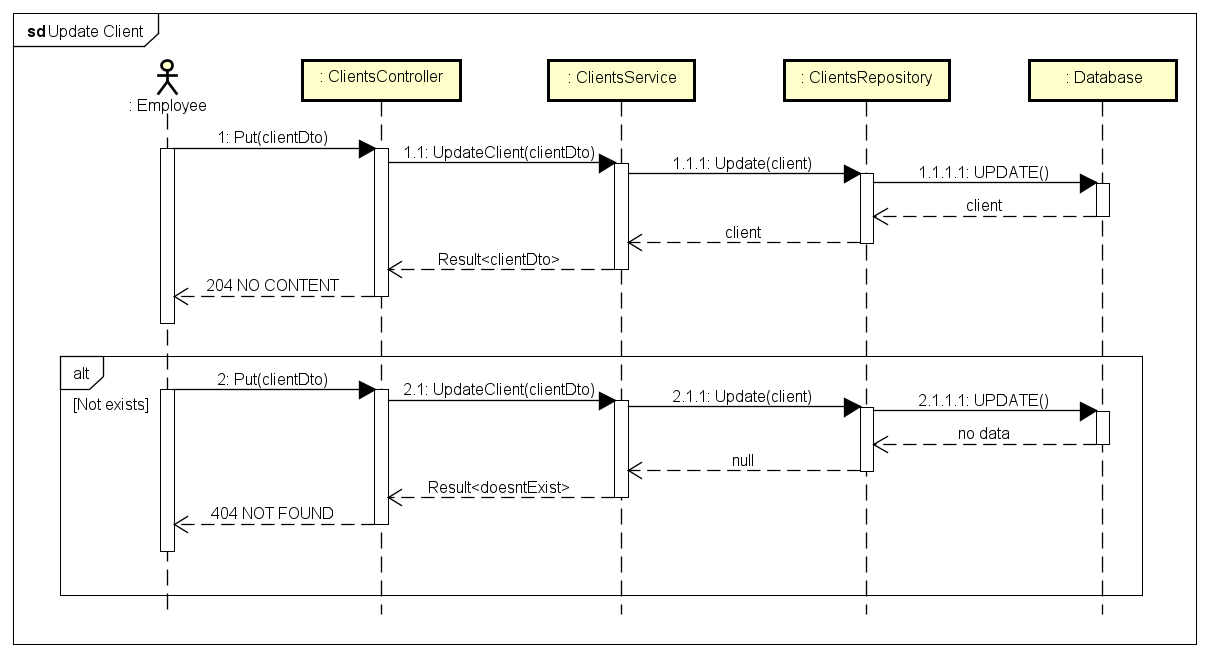 sd Update Client
: Employee
: ClientsController
: ClientsService
: ClientsRepository
: Database
1: Put(clientDto)
1.1: UpdateClient(clientDto)
1.1.1: Update(client)
1.1.1.1: UPDATE()
client
client
Result<clientDto>
204 NO CONTENT
alt
[Not exists]
2: Put(clientDto)
2.1: UpdateClient(clientDto)
2.1.1: Update(client)
2.1.1.1: UPDATE()
no data
null
Result<doesntExist>
404 NOT FOUND